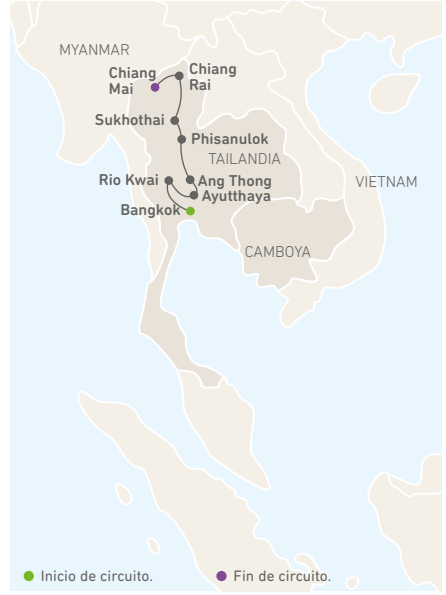 MYANMAR
Chiang
Mai
Chiang
Rai
Sukhothai
Phisanulok
TAILANDIA
Rio Kwai
Ang Thong
Ayutthaya
VIETNAM
Bangkok
CAMBOYA
Inicio de circuito.
Fin de circuito.